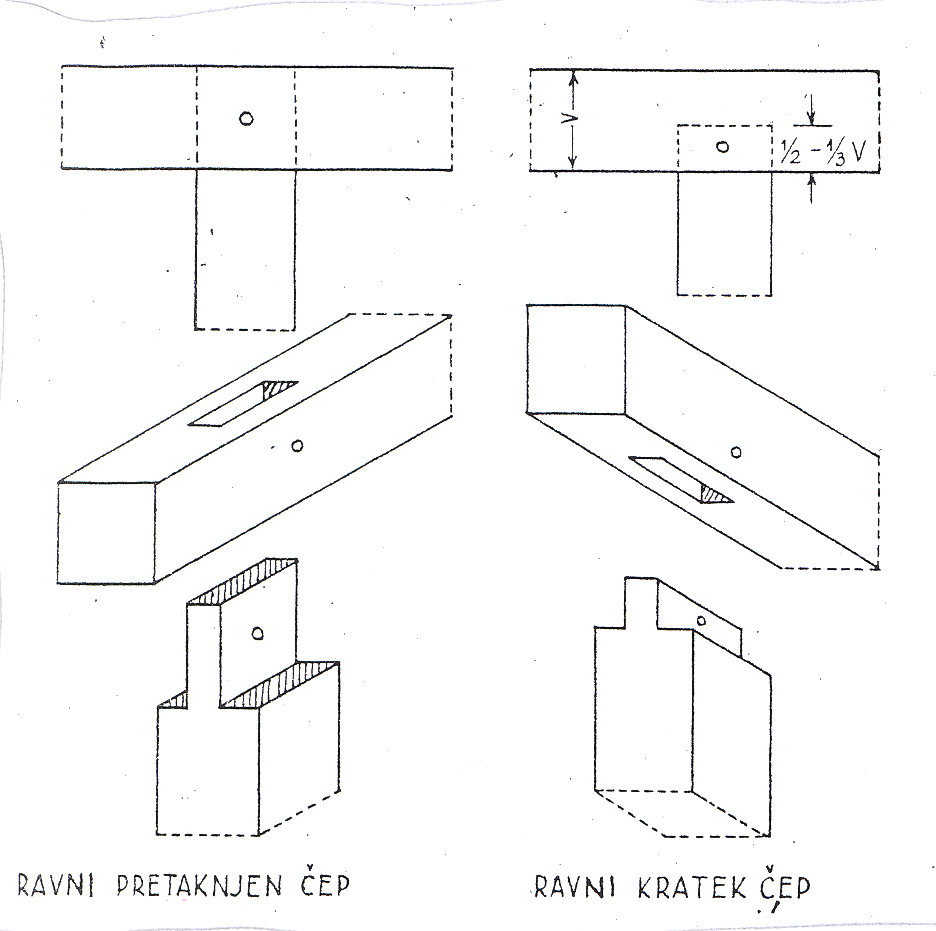 V
½ - ⅓ V
RAVNI PRETAKNJEN ČEP
RAVNI KRATEK ČEP